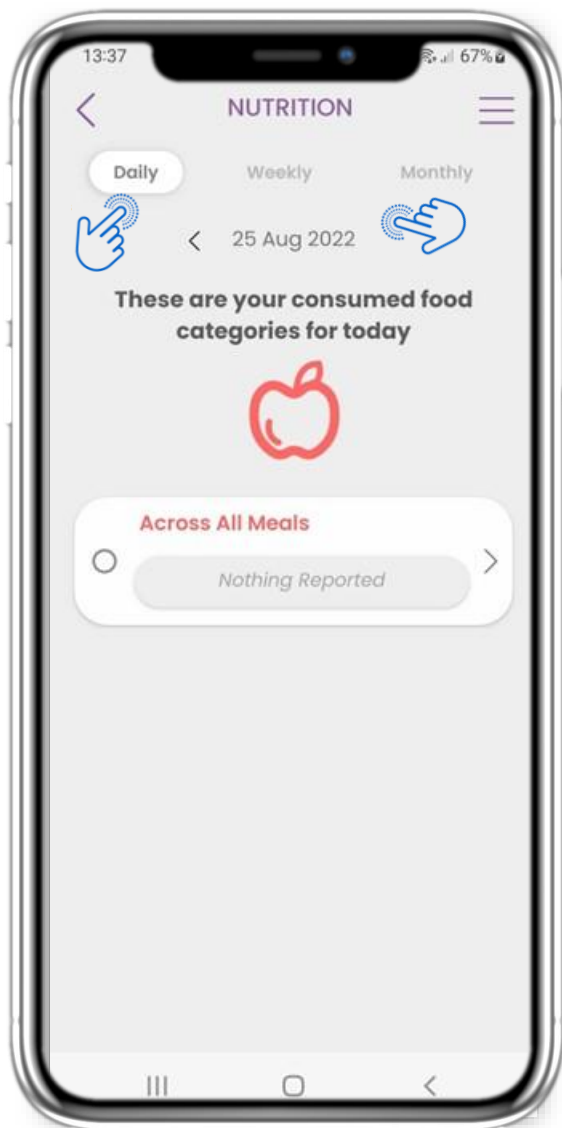 13:37 67%
NUTRITION
Daily Weekly Monthly
25 Aug 2022
These are your consumed food
categories for today
Across All Meals
Nothing Reported